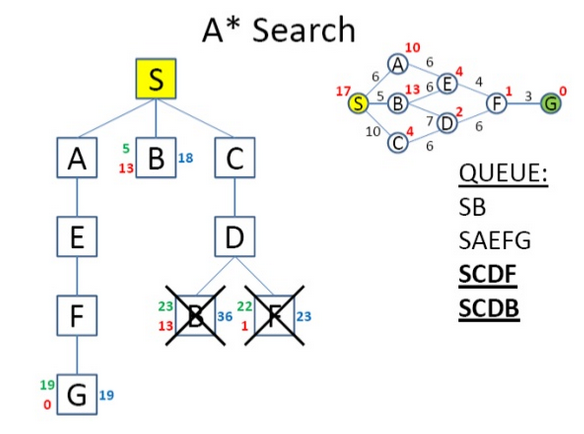 A* Search
10
A
6
6
4
E
4
17
S
5
B
13
6
F
1
3
G
0
7
D
2
10
C
4
6
6
S
A
5
13
B
18
C
E
D
F
23
13
B
36
22
1
F
23
19
0
G
19
QUEUE:
SB
SAEFG
SCDF
SCDB